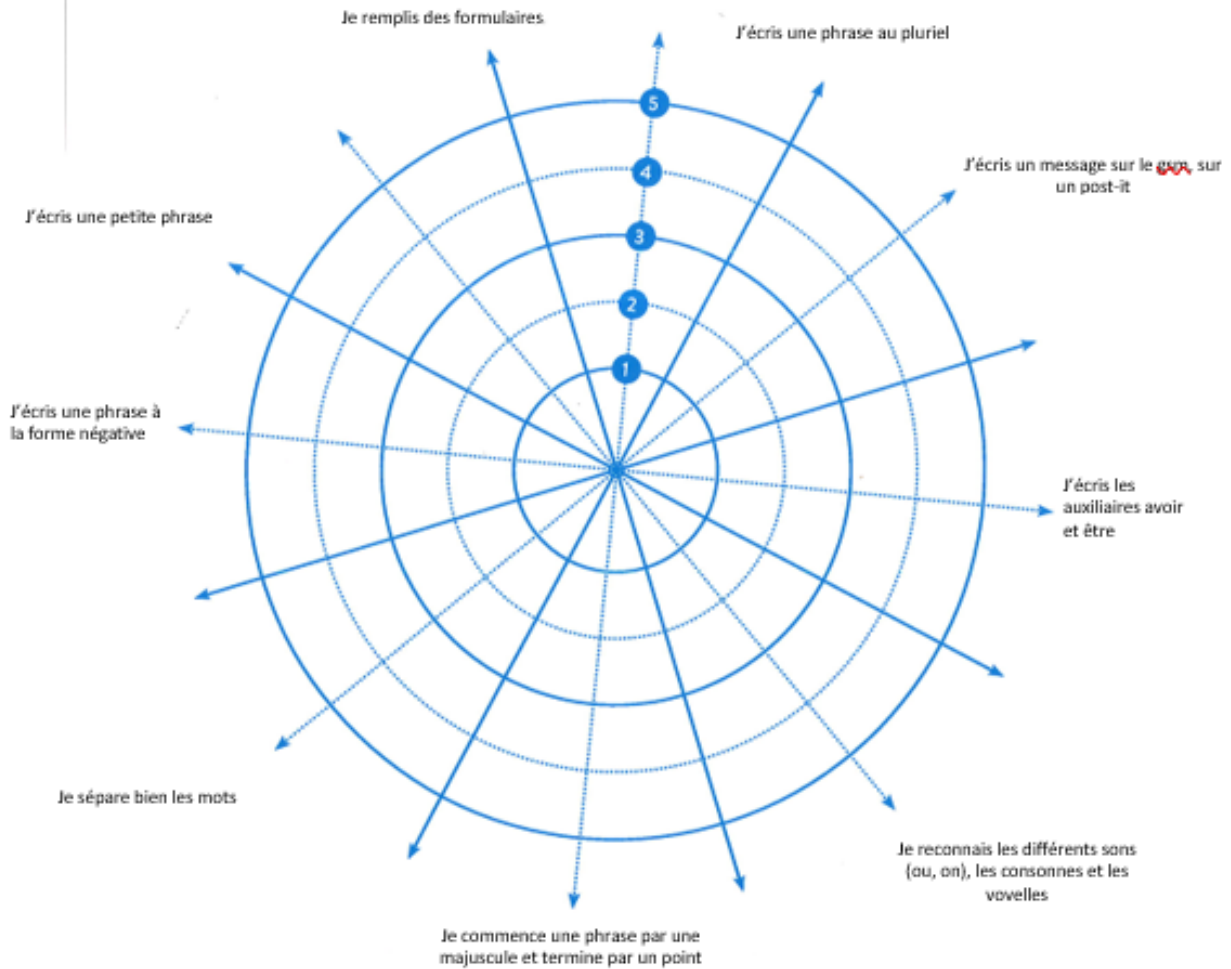 Je remplis des formulaires
J'écris une phrase au pluriel
5
4
J'écris un message sur le gsm, sur
un post-it
J'écris une petite phrase
3
2
1
J'écris une phrase à
la forme négative
J'écris les
auxiliaires avoir
et être
Je sépare bien les mots
Je reconnais les différents sons
(ou, on), les consonnes et les
vovelles
Je commence une phrase par une
majuscule et termine par un point